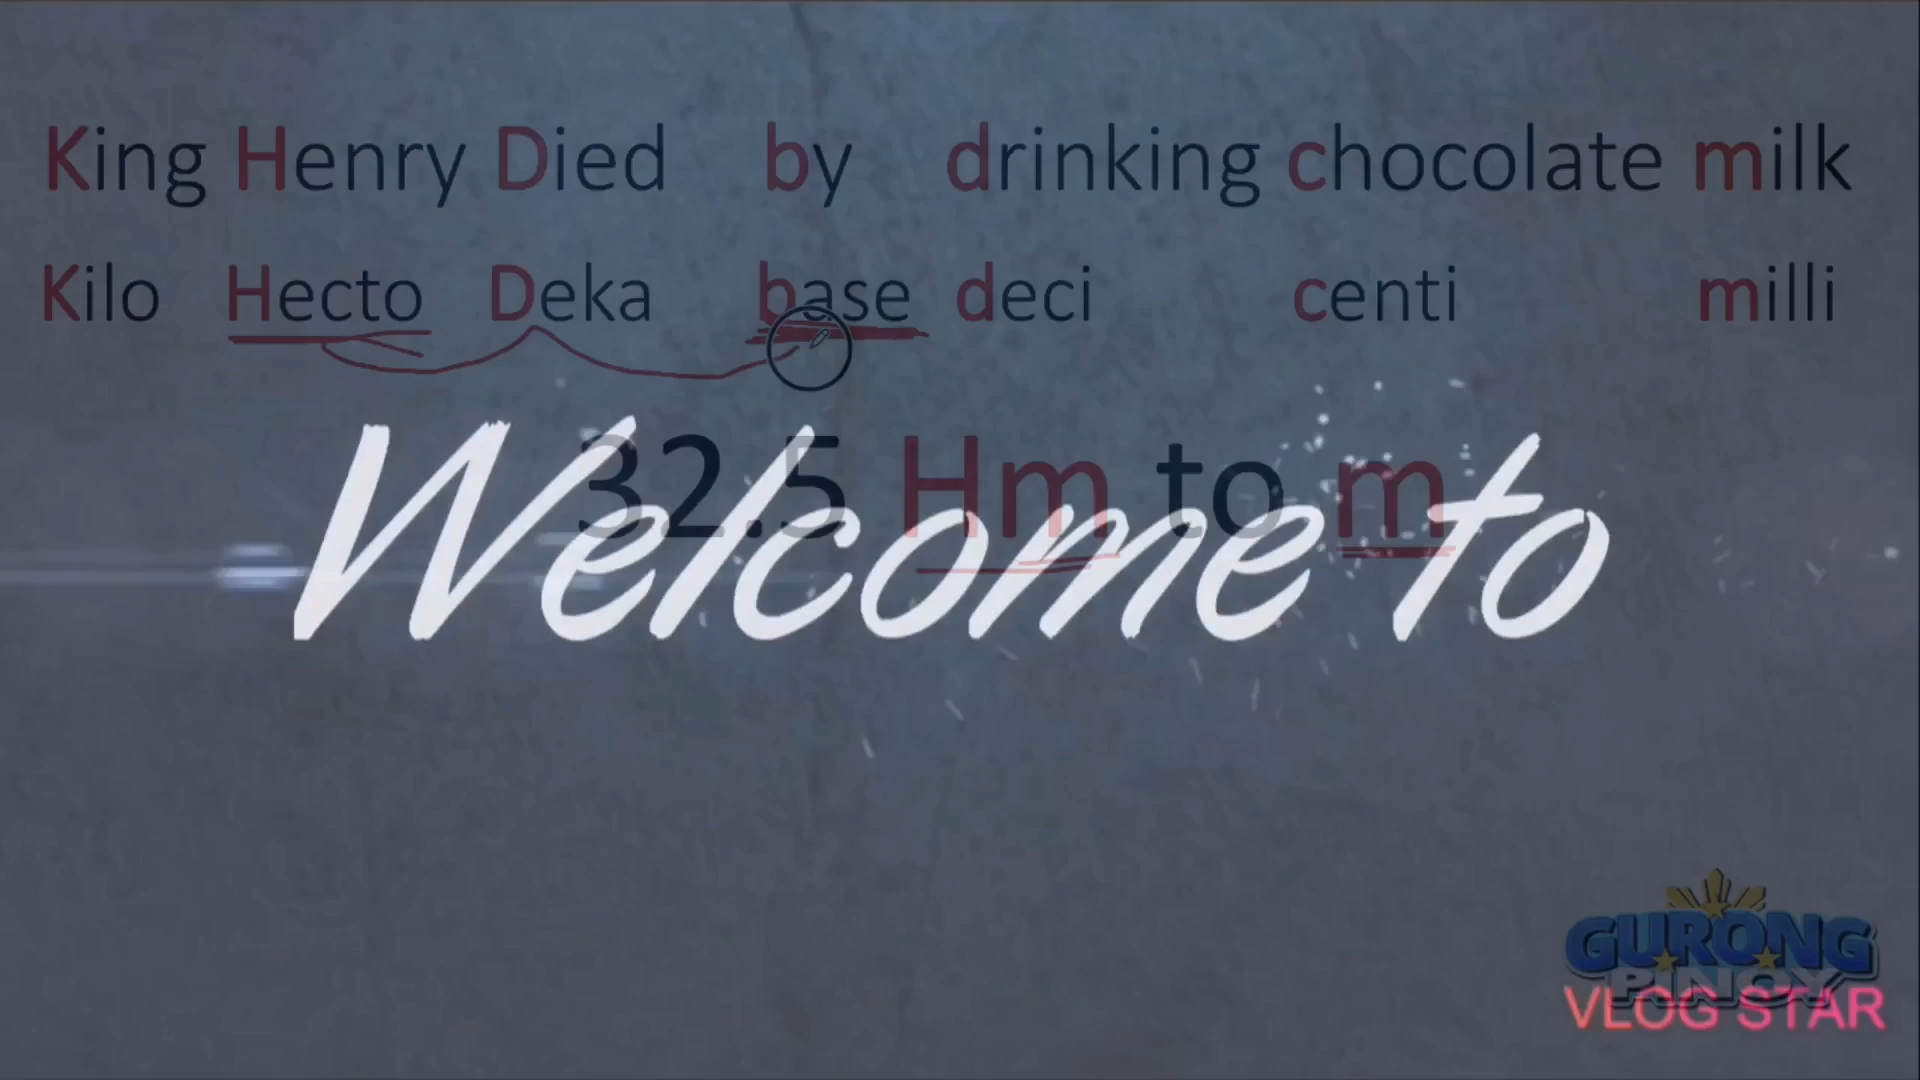 King Henry Died by drinking chocolate milk
Kilo Hecto Deka base deci centi milli
32.5 Hm to m
Welcome to
GURONG
PINOY
VLOG STAR